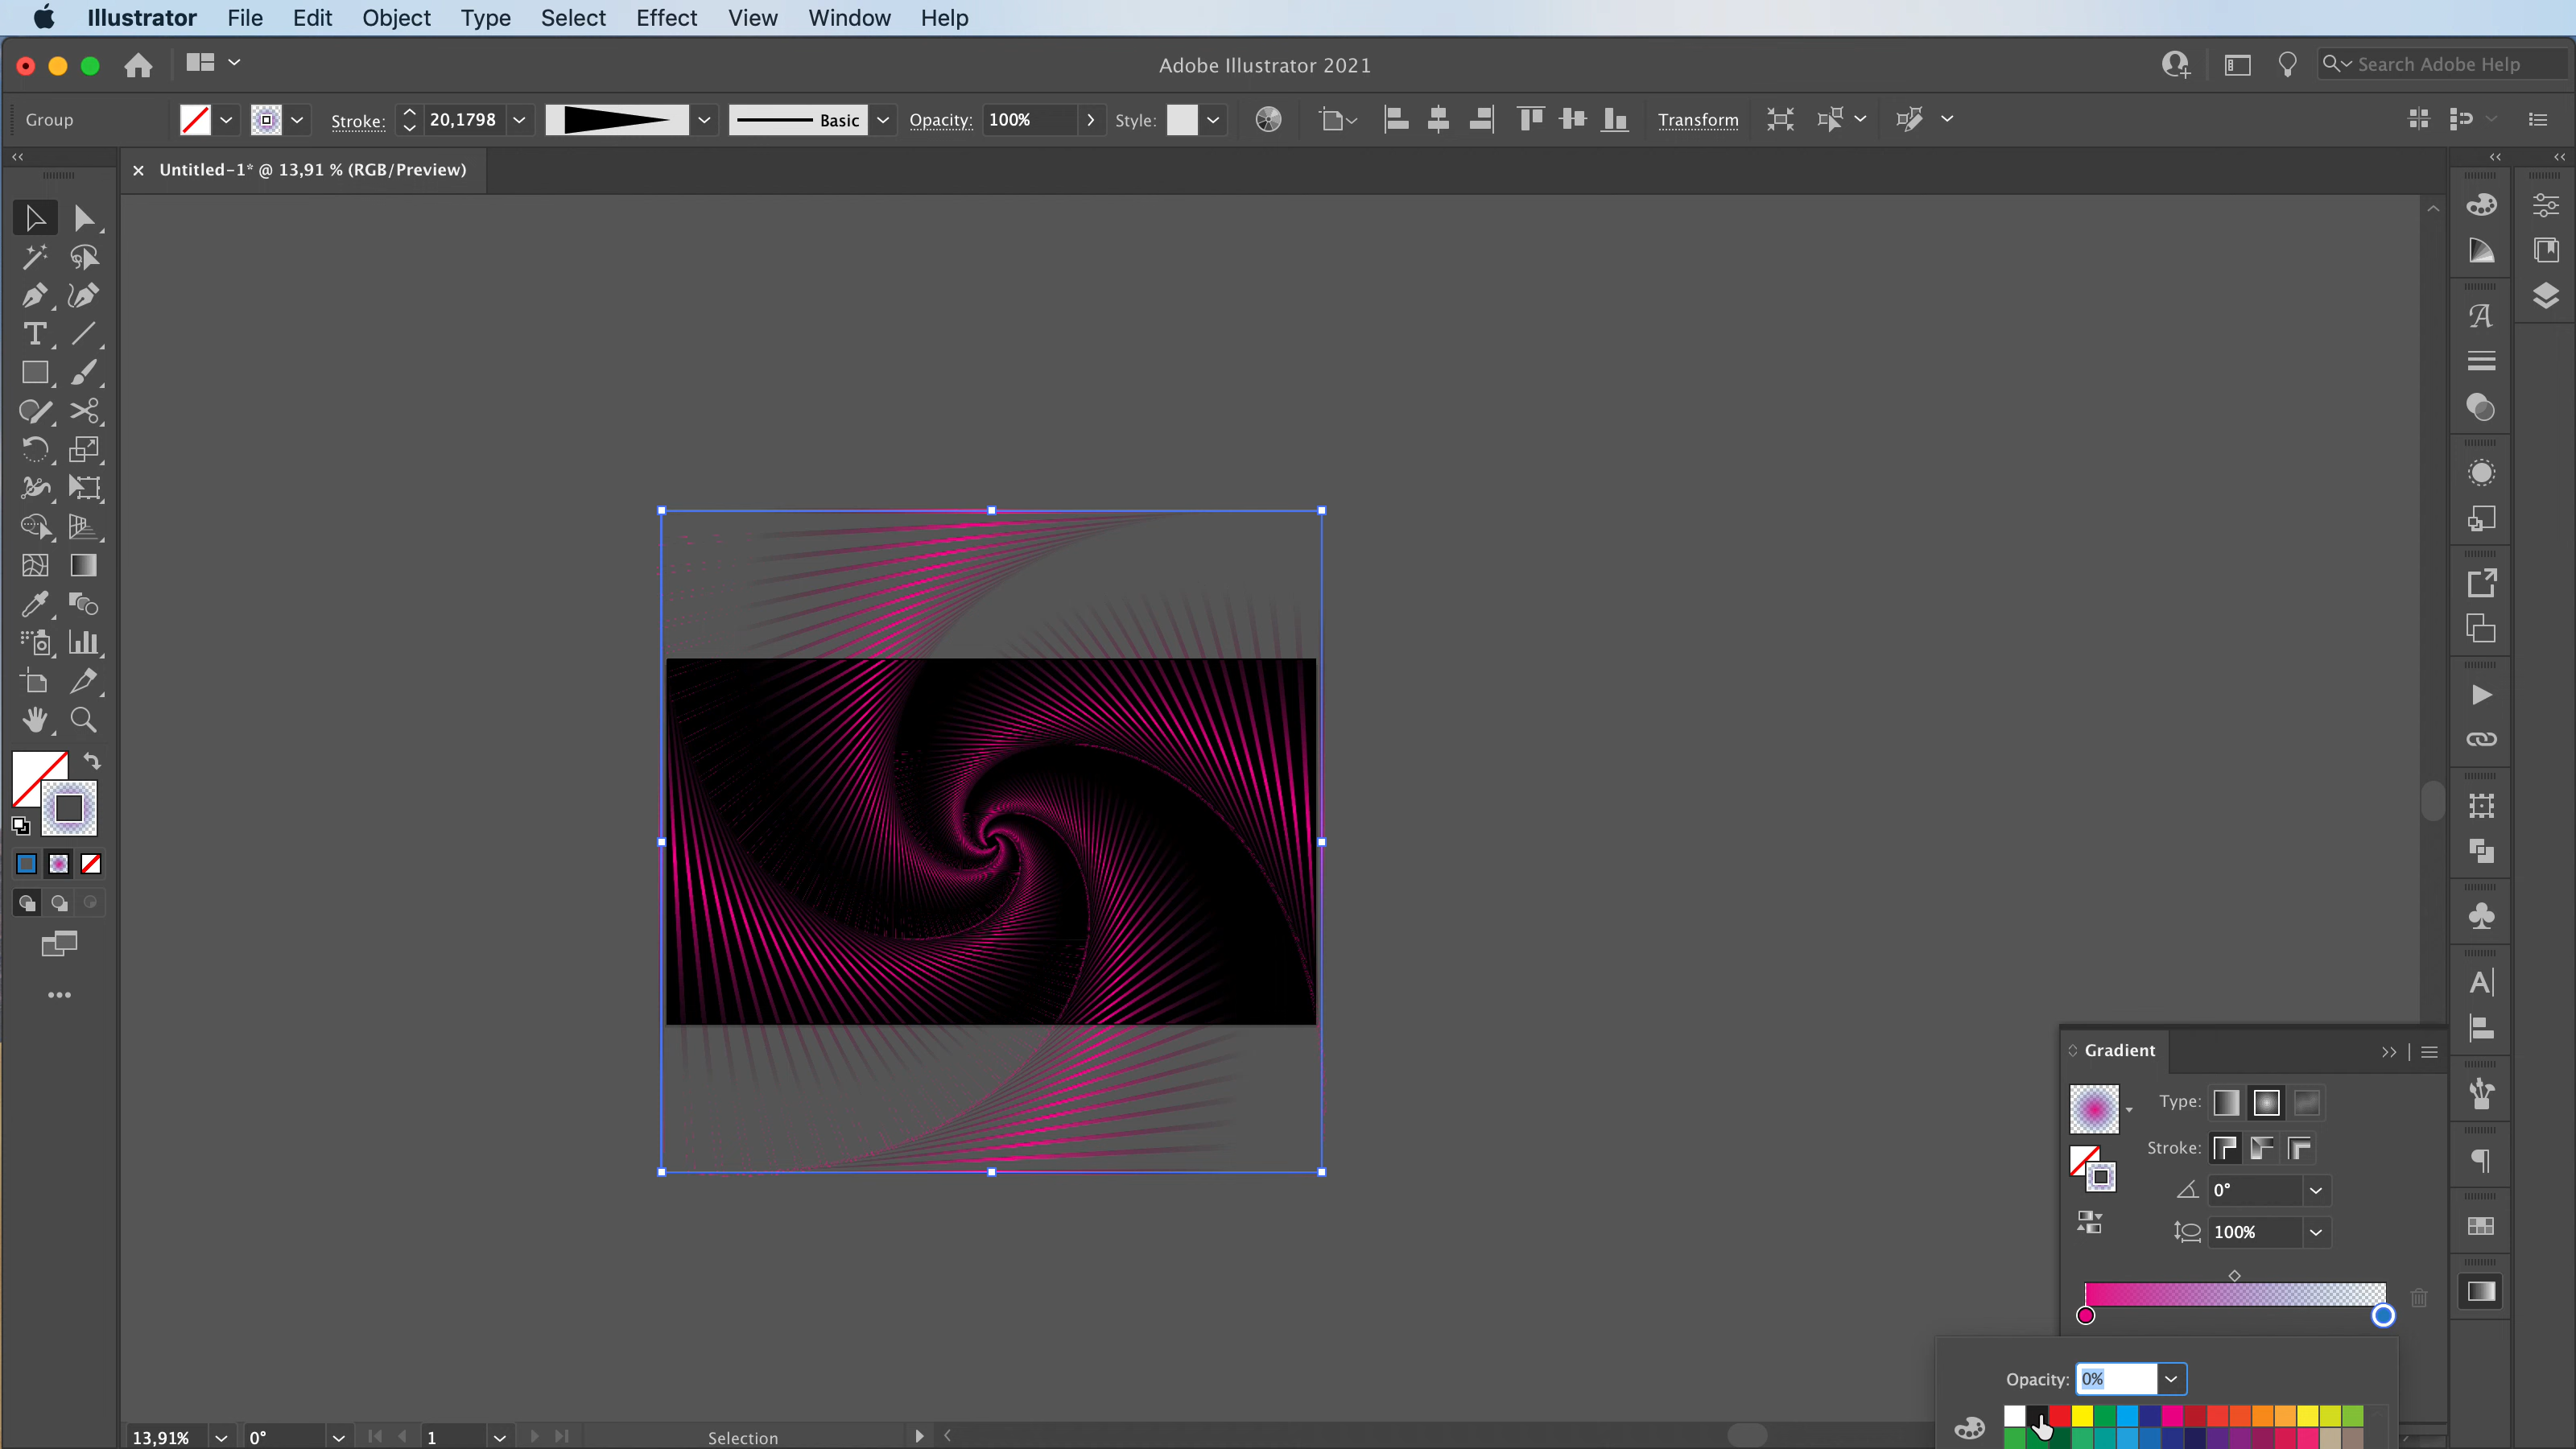 Illustrator File Edit Object Type Select Effect View Window Help
Adobe Illustrator 2021
Search Adobe Help
Group Stroke: 20,1798 Basic Opacity: 100% Style: Transform
Untitled-1* @ 13,91 % (RGB/Preview)
Gradient
Type:
Stroke:
0°
100%
Opacity: 0%
13,91% 0° 1 Selection